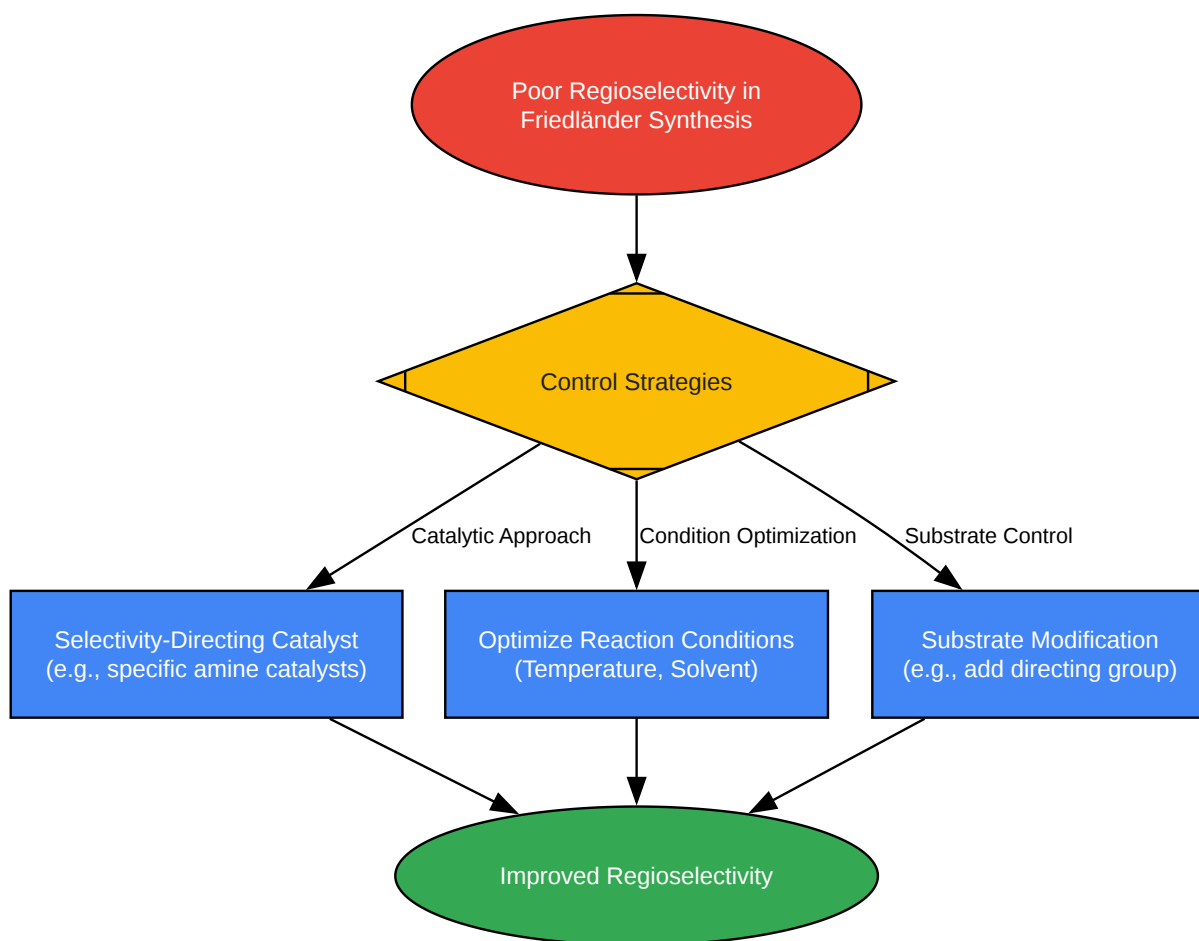 Poor Regioselectivity in
Friedländer Synthesis
Control Strategies
Catalytic Approach
Condition Optimization
Substrate Control
Selectivity-Directing Catalyst
(e.g., specific amine catalysts)
Optimize Reaction Conditions
(Temperature, Solvent)
Substrate Modification
(e.g., add directing group)
Improved Regioselectivity